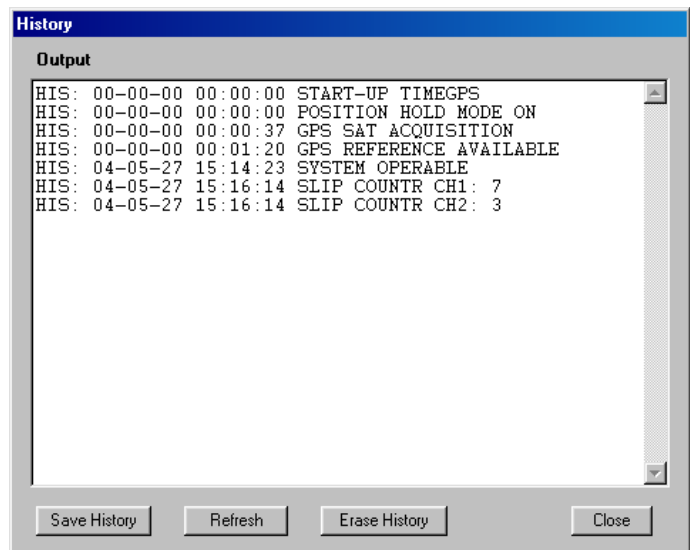 History
Output
HIS: 00-00-00 00:00:00 START-UP TIMEGPS
HIS: 00-00-00 00:00:00 POSITION HOLD MODE ON
HIS: 00-00-00 00:00:37 GPS SAT ACQUISITION
HIS: 00-00-00 00:01:20 GPS REFERENCE AVAILABLE
HIS: 04-05-27 15:14:23 SYSTEM OPERABLE
HIS: 04-05-27 15:16:14 SLIP COUNTR CH1: 7
HIS: 04-05-27 15:16:14 SLIP COUNTR CH2: 3
Save History Refresh Erase History Close